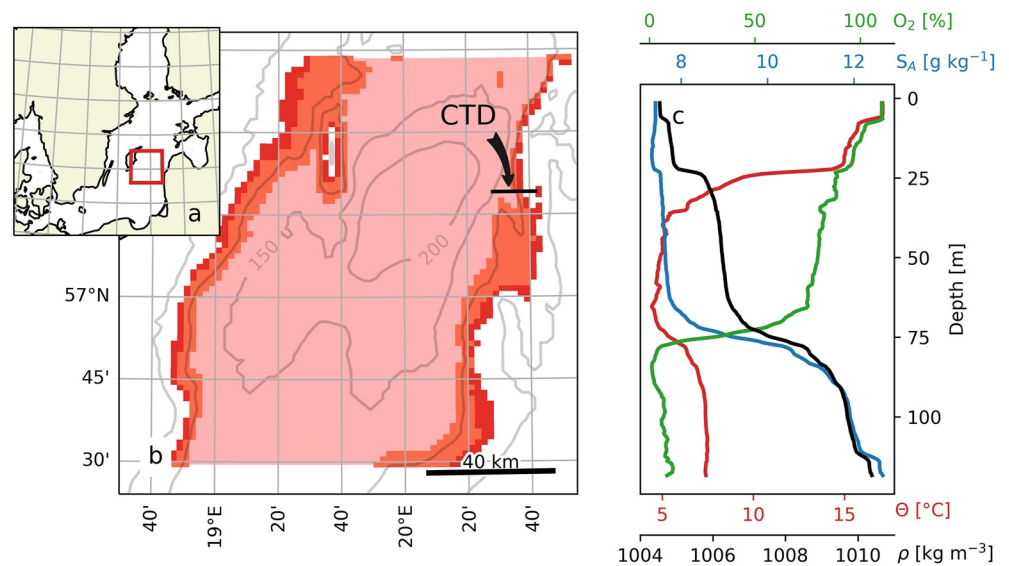 a
CTD
150
200
57°N
45'
30'
b
40 km
40'
19°E
20'
40'
20°E
20'
40'
0 50 100 O₂ [%]
8 10 12 S_A [g kg⁻¹]
c
0
25
50
75
100
Depth [m]
5 10 15 Θ [°C]
1004 1006 1008 1010 ρ [kg m⁻³]